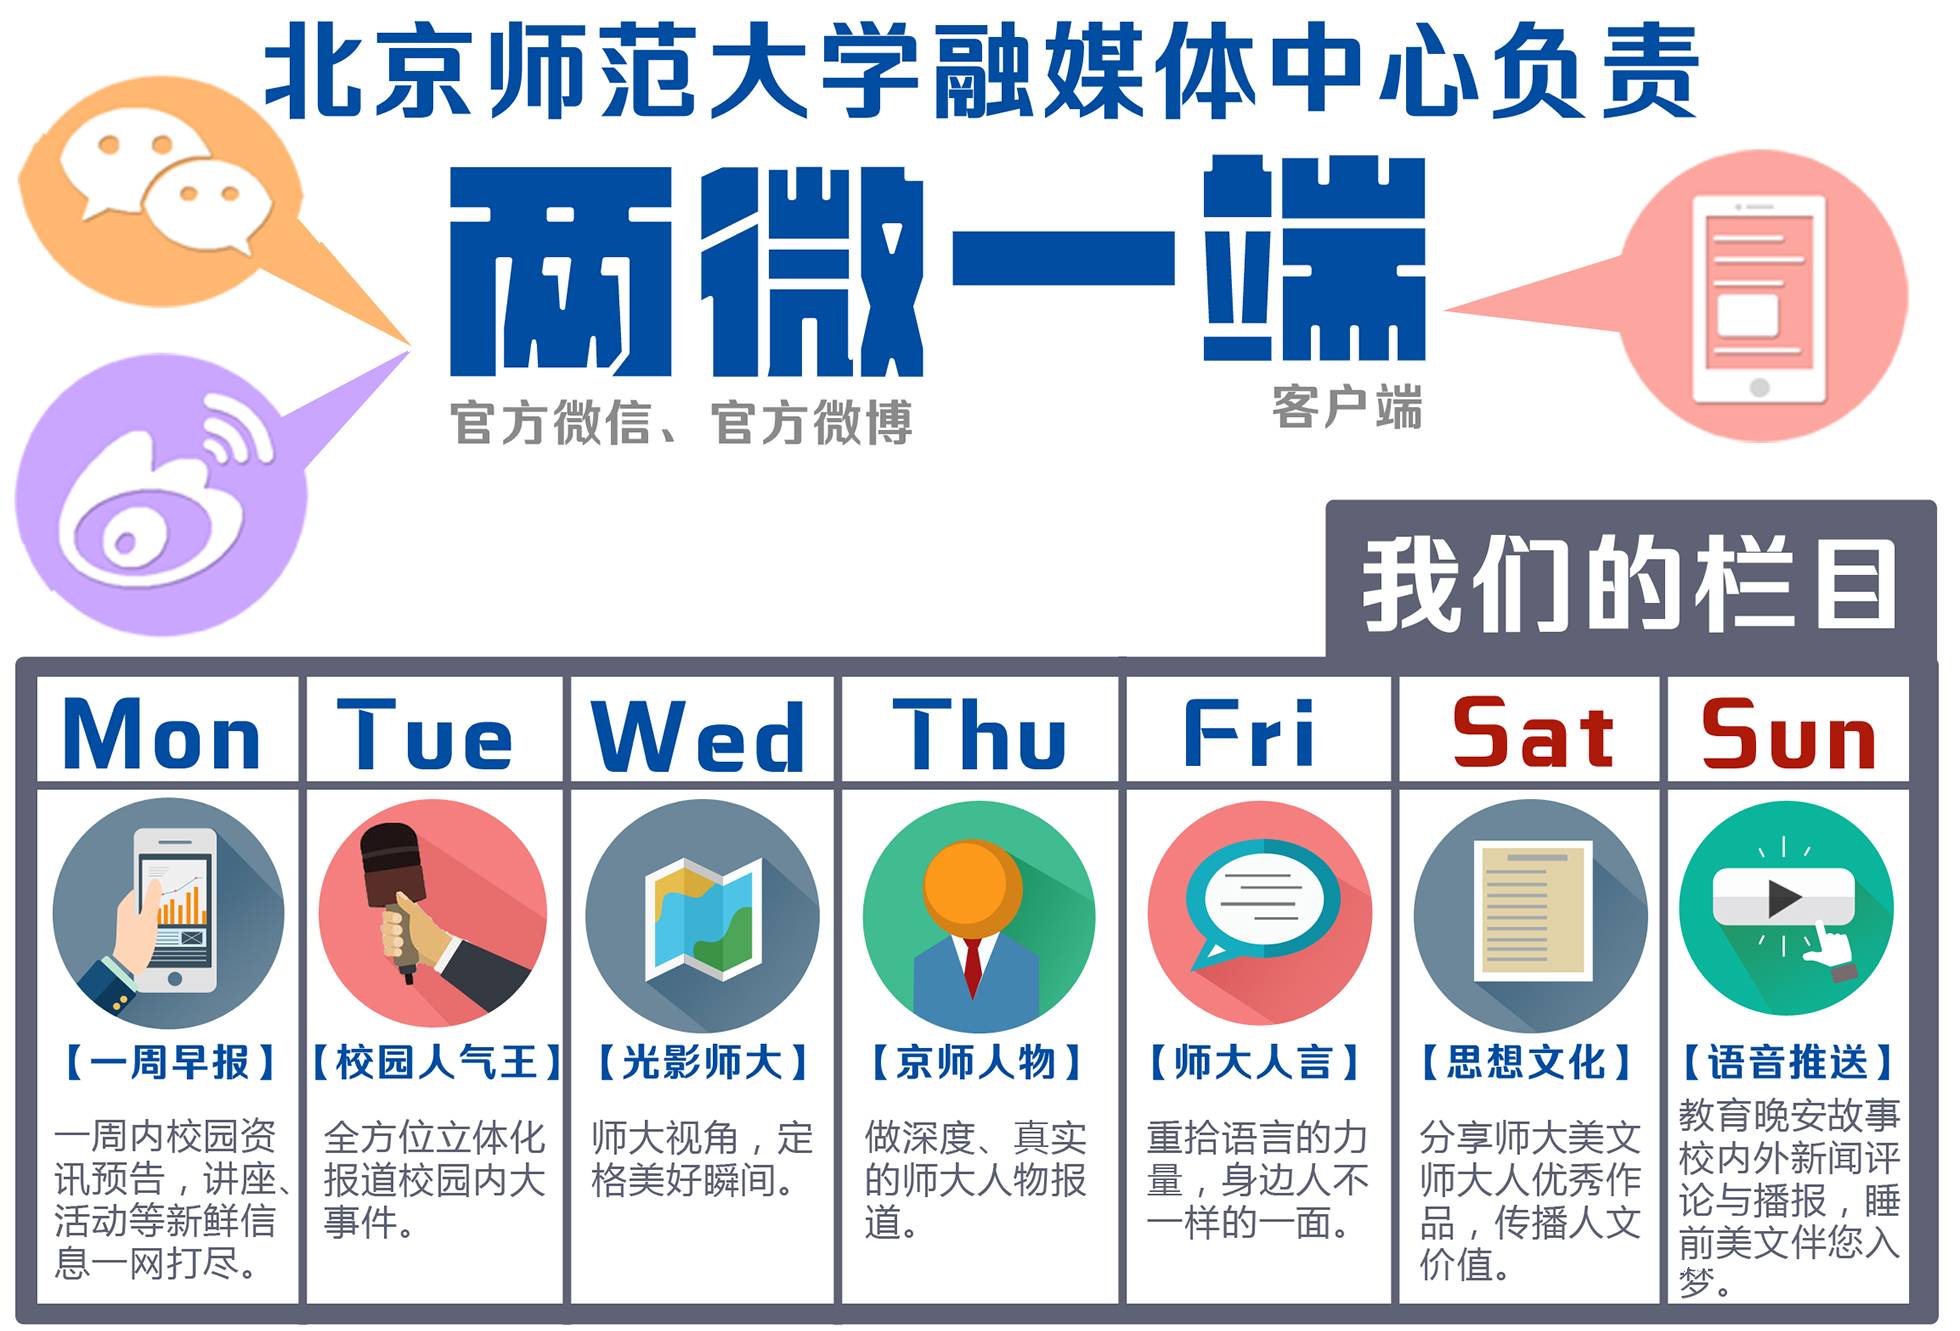 北京师范大学融媒体中心负责
两微一端
官方微信、官方微博
客户端
我们的栏目
Mon
Tue
Wed
Thu
Fri
Sat
Sun
【一周早报】
一周内校园资
讯预告，讲座、
活动等新鲜信
息一网打尽。
【校园人气王】
全方位立体化
报道校园内大
事件。
【光影师大】
师大视角，定
格美好瞬间。
【京师人物】
做深度、真实
的师大人物报
道。
【师大人言】
重拾语言的力
量，身边人不
一样的一面。
【思想文化】
分享师大美文
师大人优秀作
品，传播人文
价值。
【语音推送】
教育晚安故事
校内外新闻评
论与播报，睡
前美文伴您入
梦。